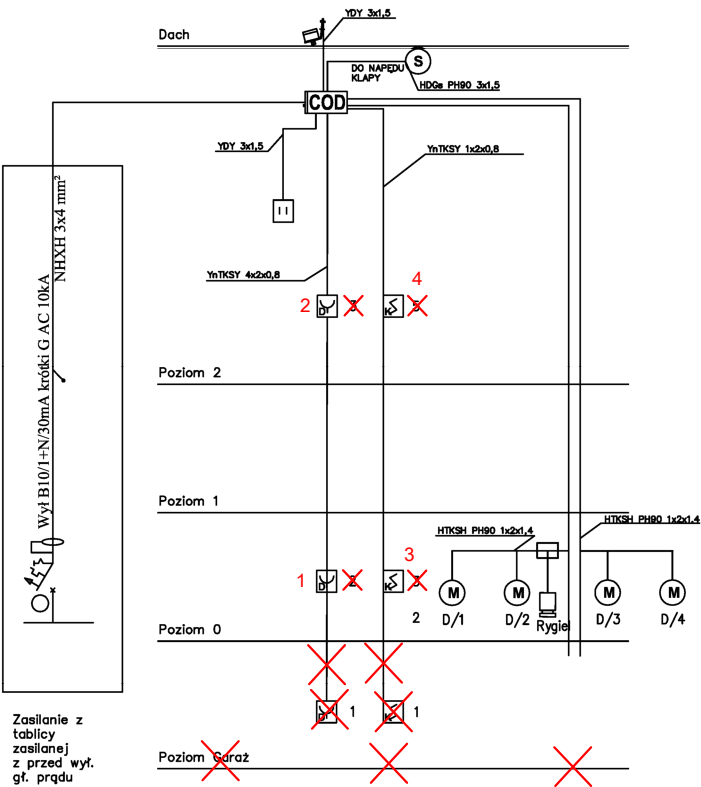 Dach
YDY 3x1,5
S
DO NAPĘDU
KLAPY
HDGs PH90 3x1,5
COD
YDY 3x1,5
YnTKSY 1x2x0,8
NHXH 3x4 mm²
Wył B10/1+N/30mA krótki G AC 10kA
YnTKSY 4x2x0,8
4
2 D 3 K 5
Poziom 2
Poziom 1
HTKSH PH90 1x2x1.4
HTKSH PH90 1x2x1,4
3
1 D 2 K
M M M M
2
D/1 D/2 Rygiel D/3 D/4
Poziom 0
D 1 K 1
Poziom Garaż
Zasilanie z
tablicy
zasilanej
z przed wył.
gł. prądu